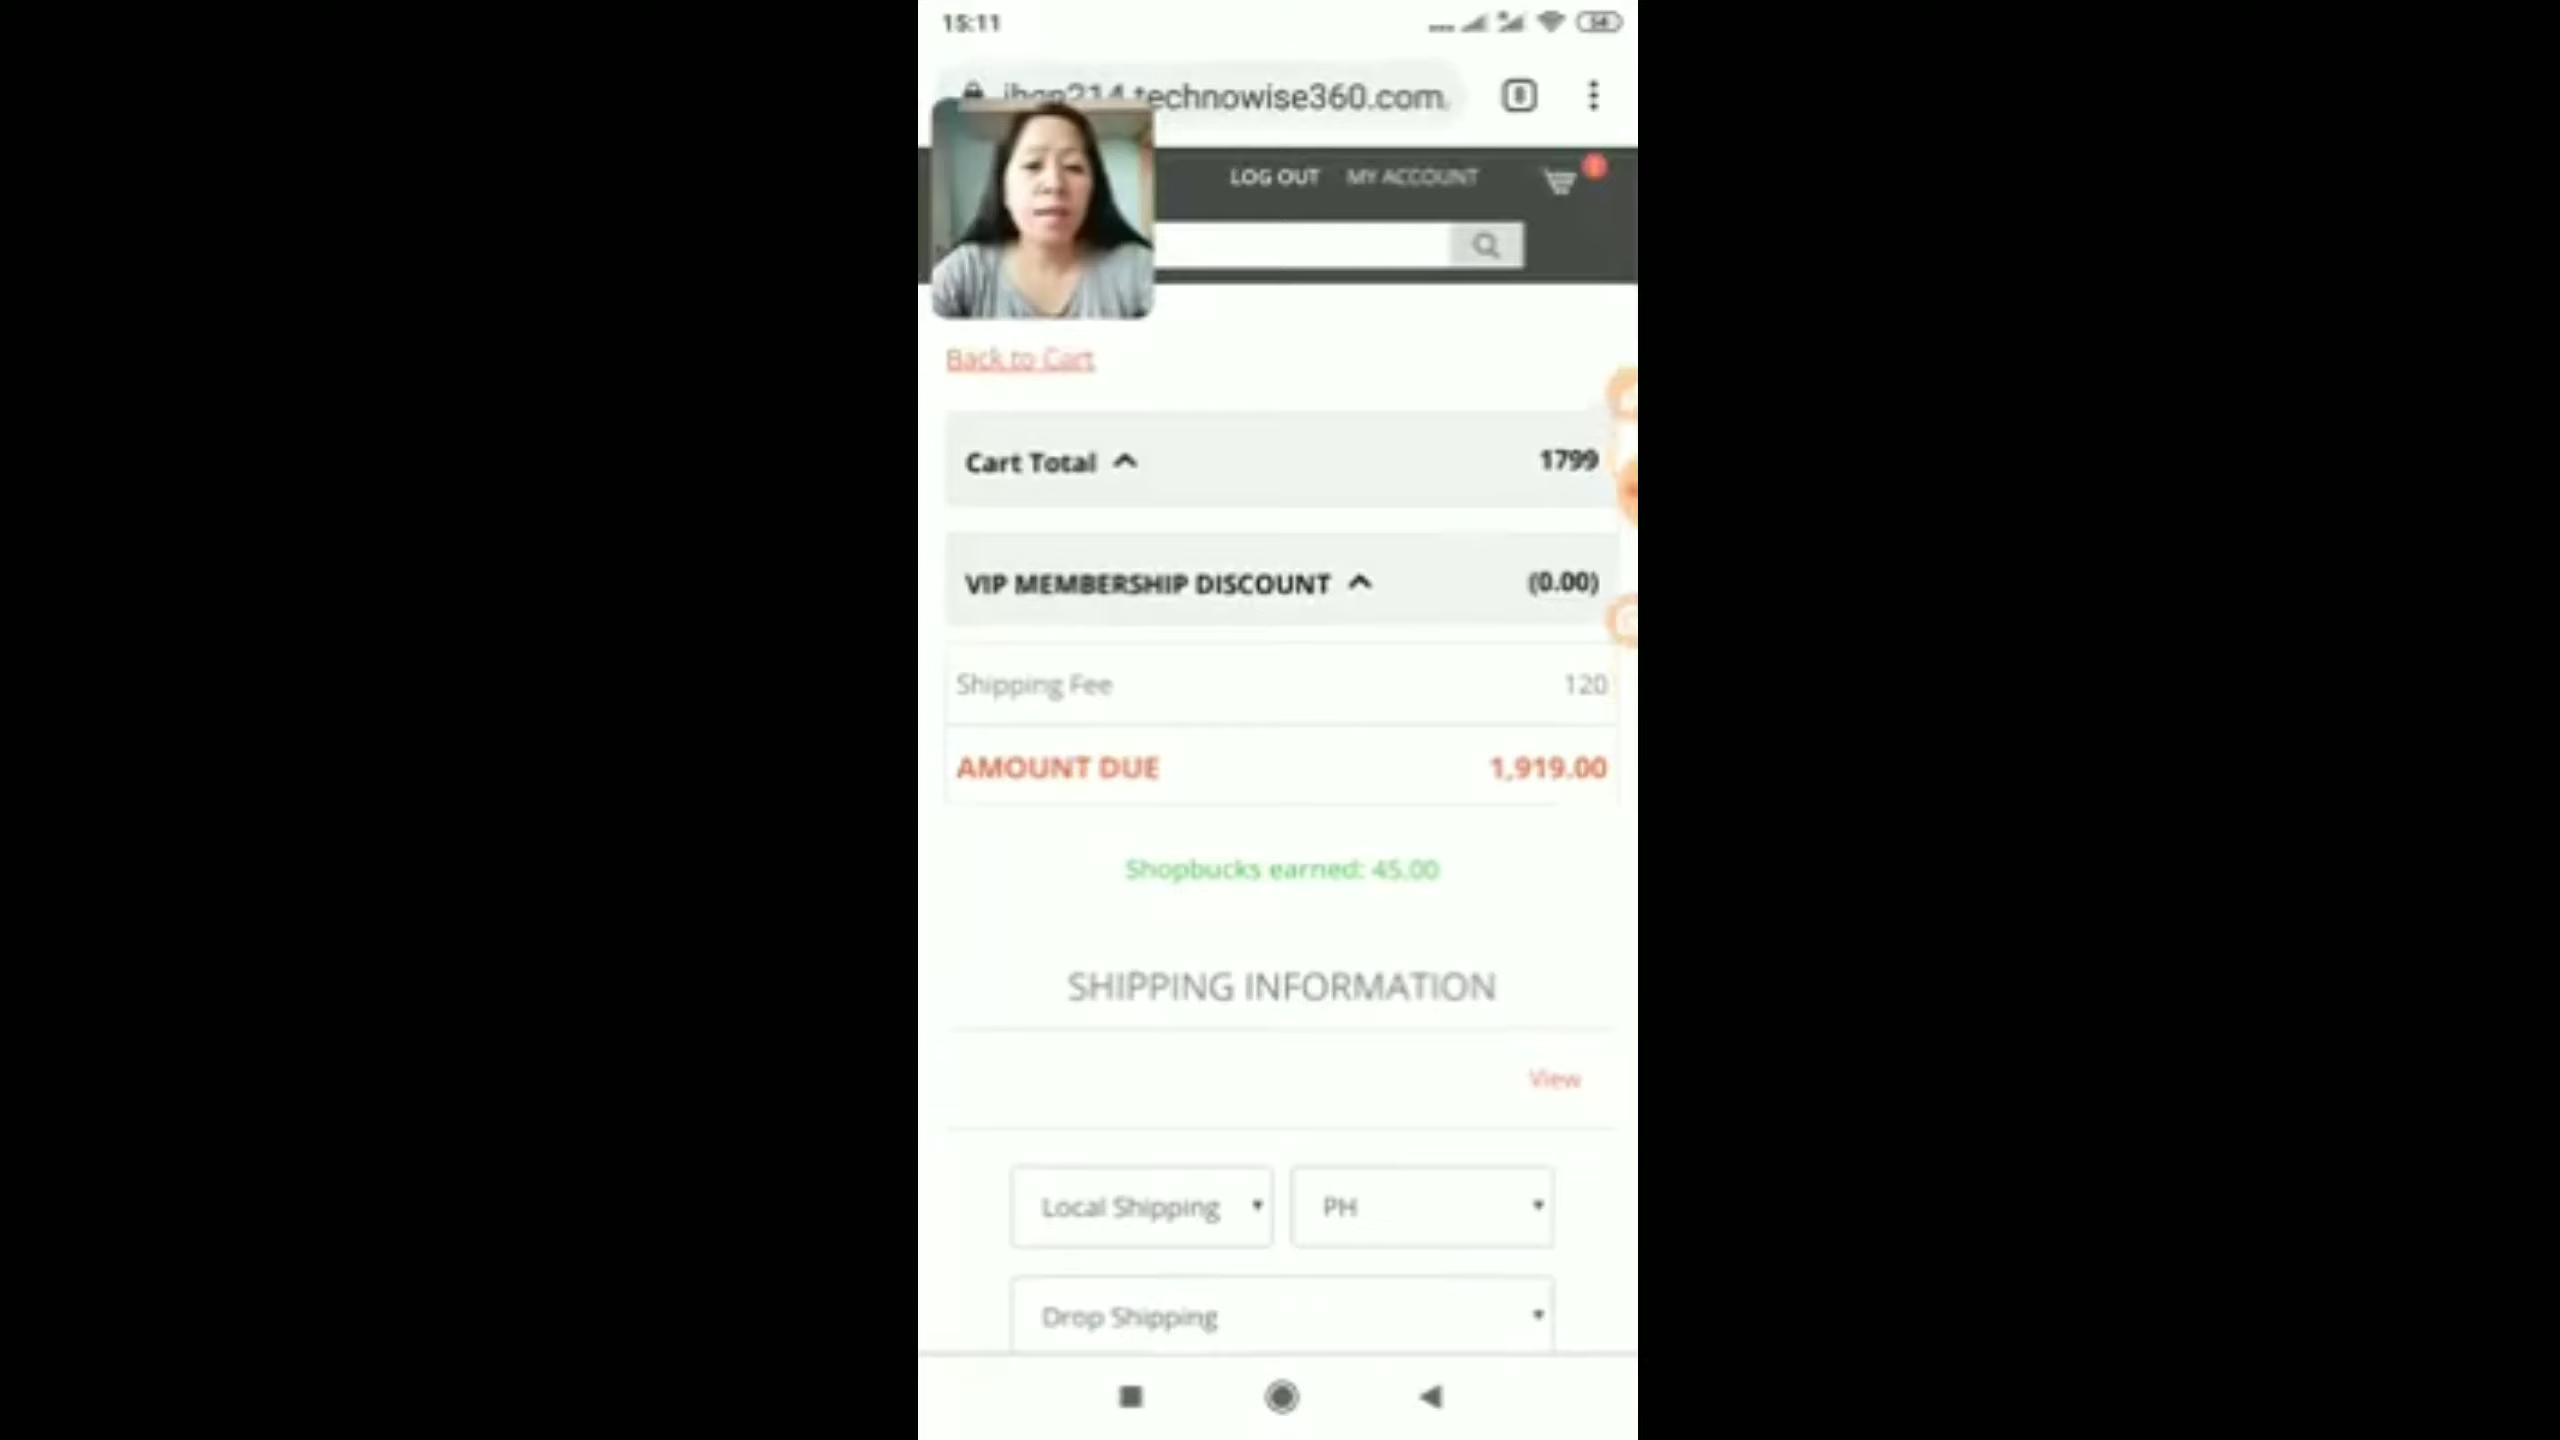 15:11
54
technowise360.com
8
LOG OUT MY ACCOUNT
Back to Cart
Cart Total 1799
VIP MEMBERSHIP DISCOUNT (0.00)
Shipping Fee 120
AMOUNT DUE 1,919.00
Shopbucks earned: 45.00
SHIPPING INFORMATION
View
Local Shipping PH
Drop Shipping